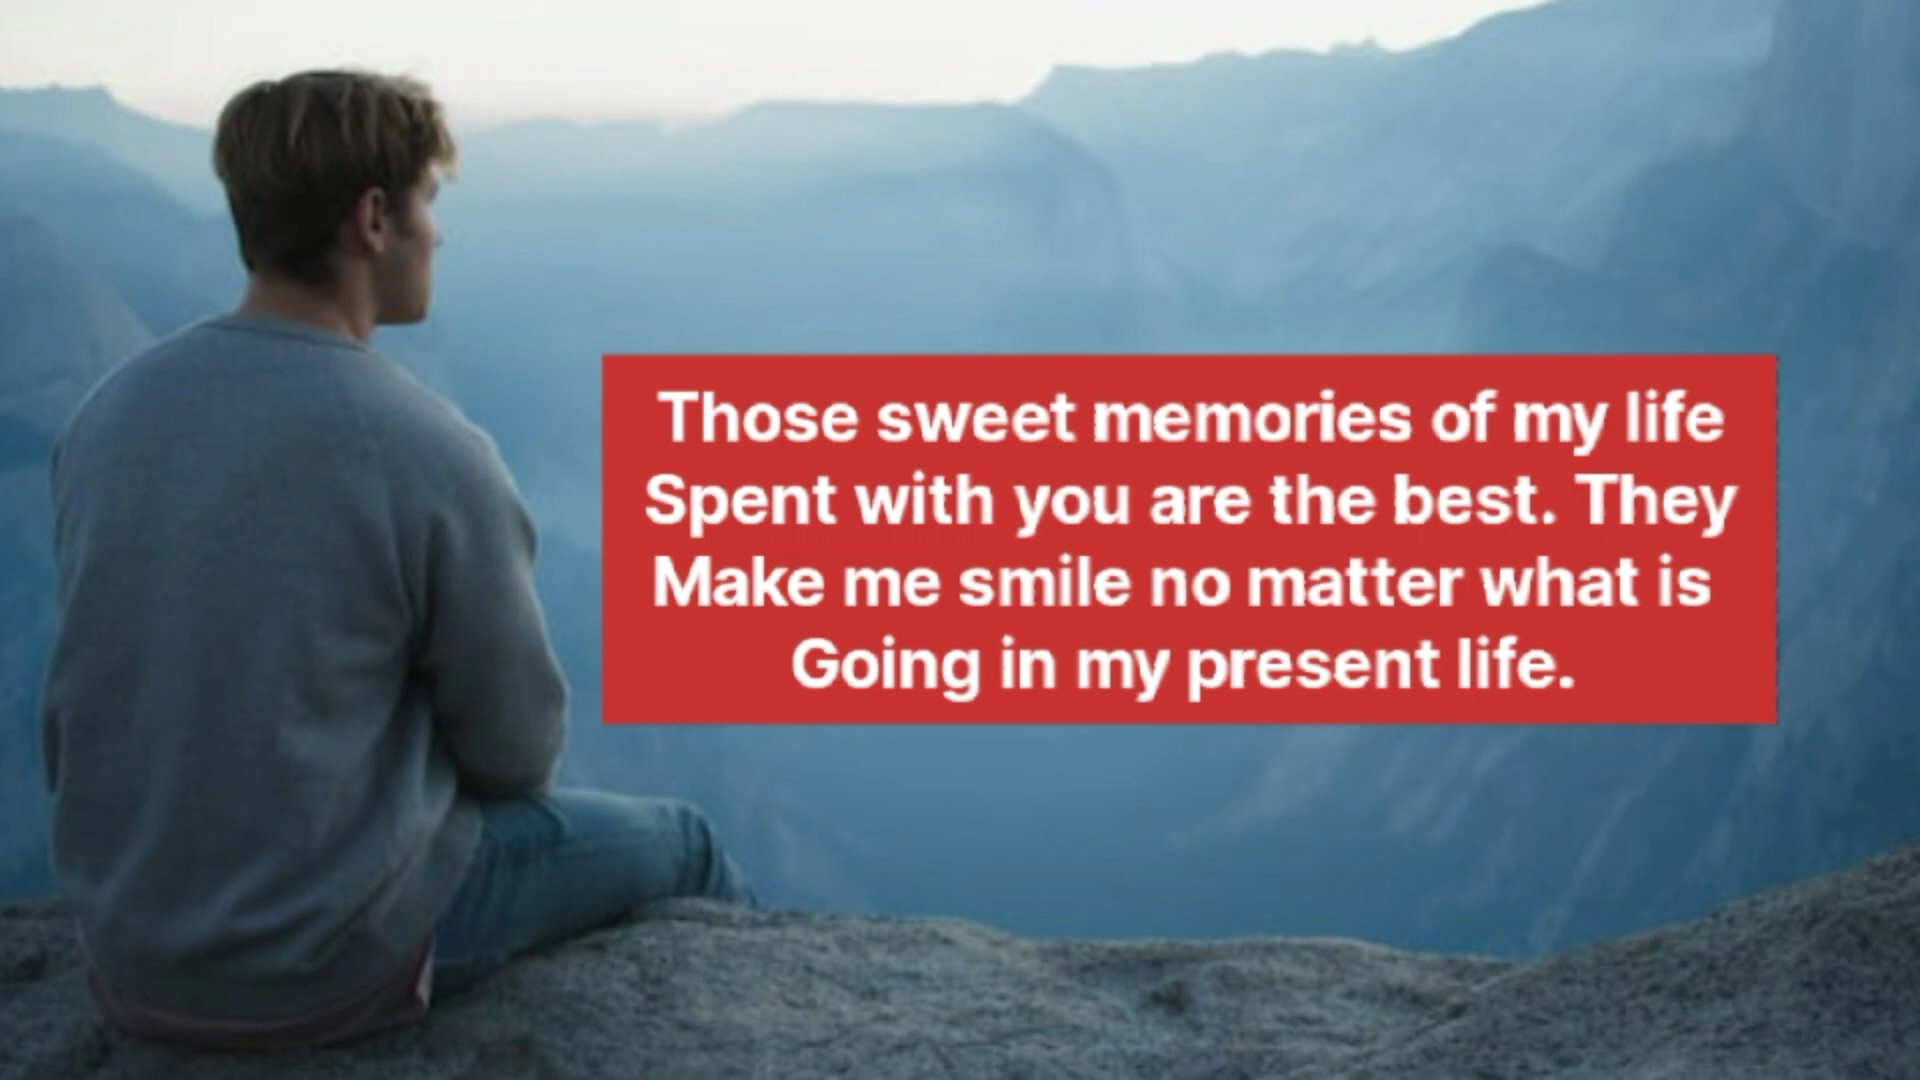 Those sweet memories of my life
Spent with you are the best. They
Make me smile no matter what is
Going in my present life.